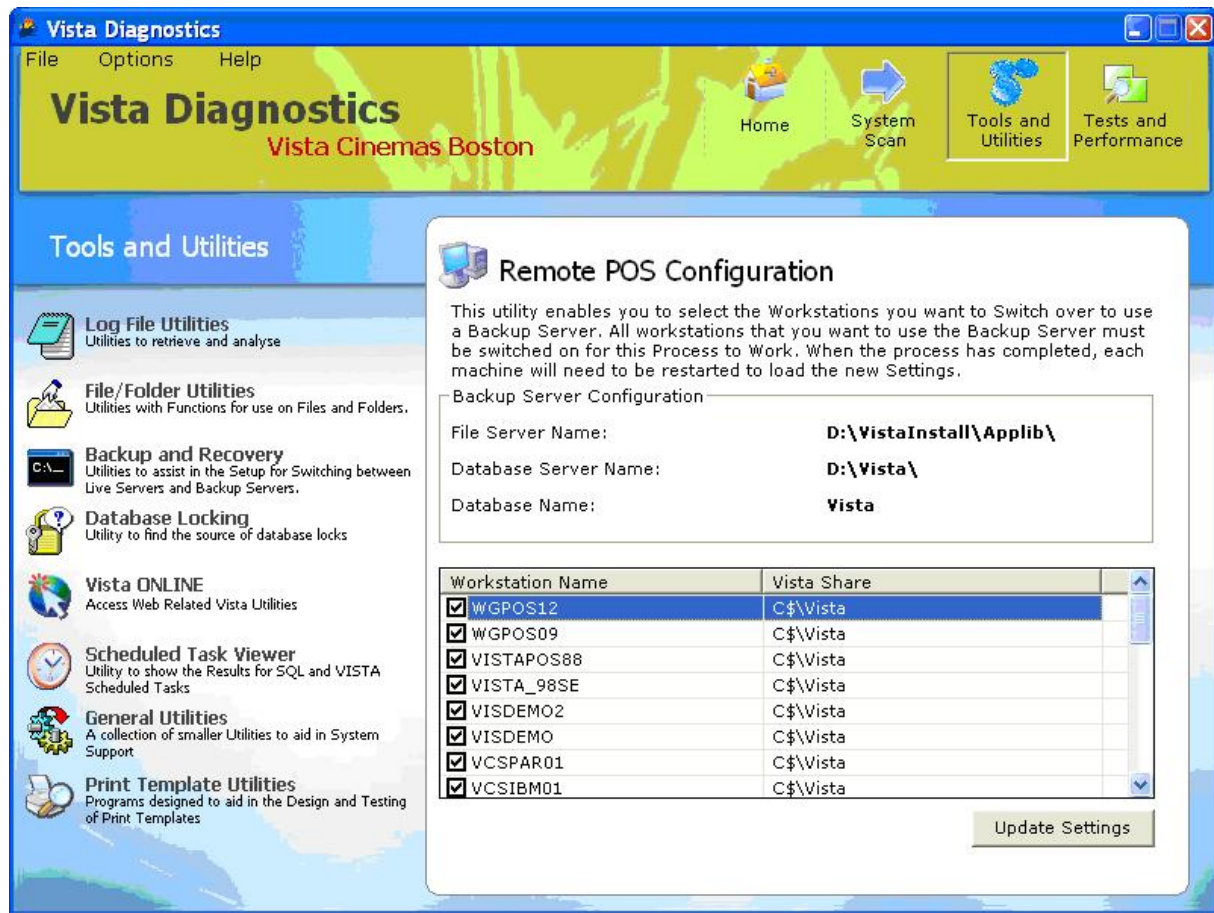 Vista Diagnostics
File Options Help
Vista Diagnostics
Vista Cinemas Boston
Home
System
Scan
Tools and
Utilities
Tests and
Performance
Tools and Utilities
Log File Utilities
Utilities to retrieve and analyse
File/Folder Utilities
Utilities with Functions for use on Files and Folders.
C:\_
Backup and Recovery
Utilities to assist in the Setup for Switching between
Live Servers and Backup Servers.
Database Locking
Utility to find the source of database locks
Vista ONLINE
Access Web Related Vista Utilities
Scheduled Task Viewer
Utility to show the Results for SQL and VISTA
Scheduled Tasks
General Utilities
A collection of smaller Utilities to aid in System
Support
Print Template Utilities
Programs designed to aid in the Design and Testing
of Print Templates
Remote POS Configuration
This utility enables you to select the Workstations you want to Switch over to use
a Backup Server. All workstations that you want to use the Backup Server must
be switched on for this Process to Work. When the process has completed, each
machine will need to be restarted to load the new Settings.
Backup Server Configuration
File Server Name: D:\VistaInstall\Applib\
Database Server Name: D:\Vista\
Database Name: Vista
Workstation Name Vista Share
WGPOS12 C$\Vista
WGPOS09 C$\Vista
VISTAPOS88 C$\Vista
VISTA_98SE C$\Vista
VISDEMO2 C$\Vista
VISDEMO C$\Vista
VCSPAR01 C$\Vista
VCSIBM01 C$\Vista
Update Settings